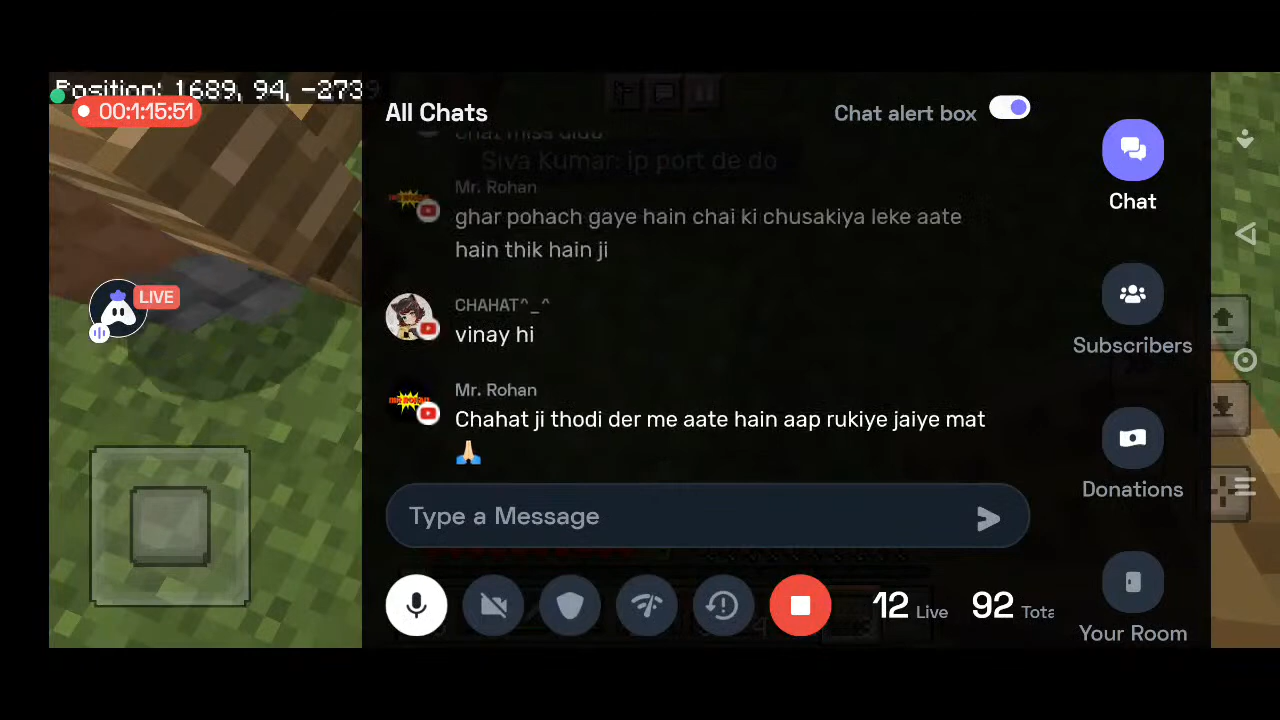 Position: 1689, 94, -2739
00:1:15:51
LIVE
All Chats
Chat alert box
Siva Kumar: ip port de do
Mr. Rohan
ghar pohach gaye hain chai ki chusakiya leke aate
hain thik hain ji
CHAHAT^_^
vinay hi
Mr. Rohan
Chahat ji thodi der me aate hain aap rukiye jaiye mat
🙏
Type a Message
12 Live 92 Tota
Chat
Subscribers
Donations
Your Room